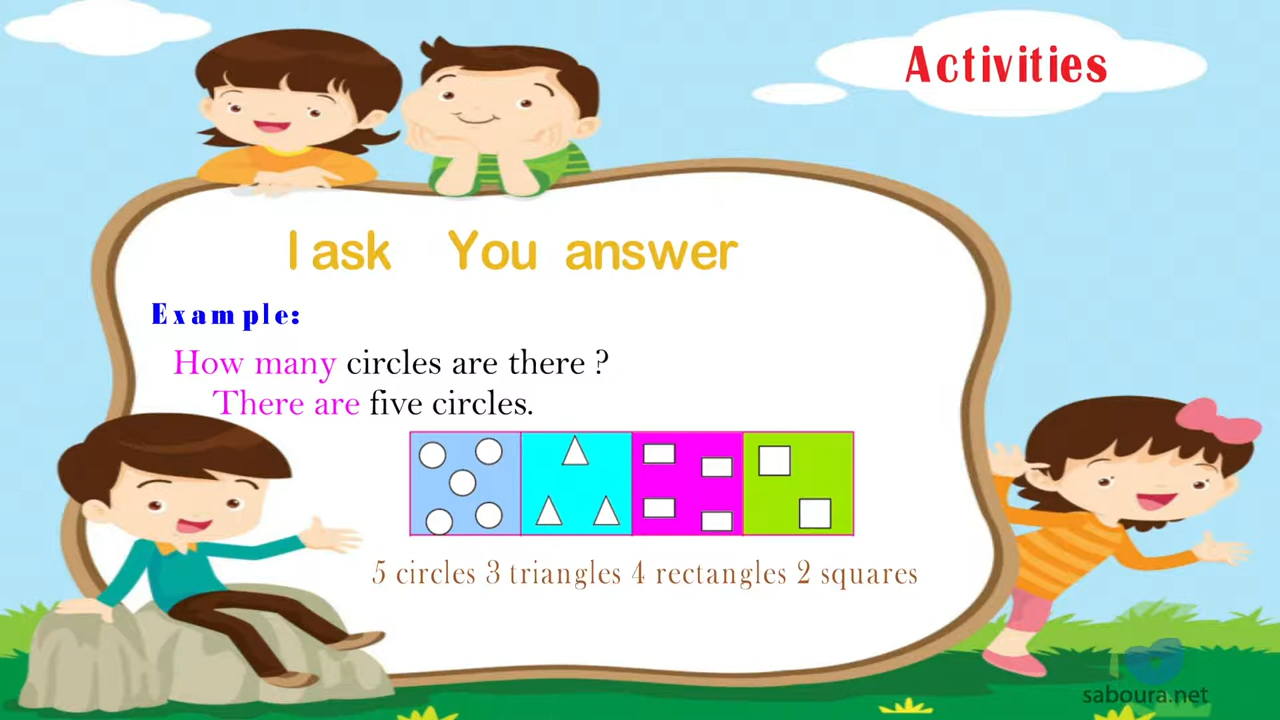 Activities
I ask You answer
Example:
How many circles are there ?
There are five circles.
5 circles 3 triangles 4 rectangles 2 squares
saboura.net